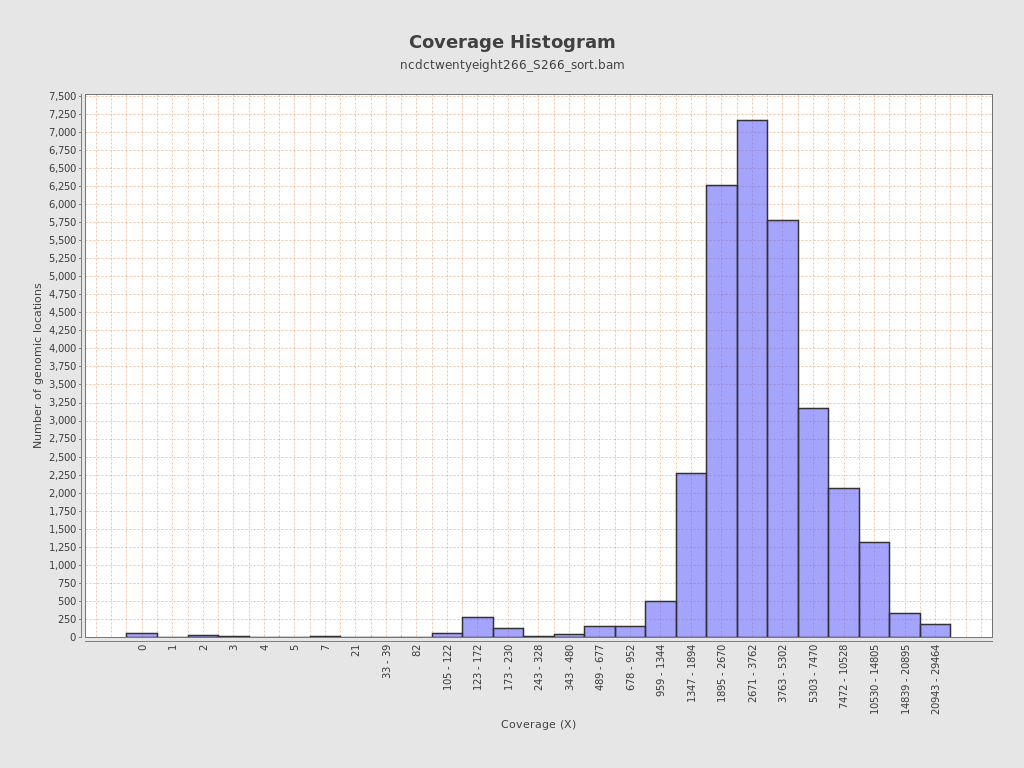 Coverage Histogram
ncdctwentyeight266_S266_sort.bam
Number of genomic locations
7,500
7,250
7,000
6,750
6,500
6,250
6,000
5,750
5,500
5,250
5,000
4,750
4,500
4,250
4,000
3,750
3,500
3,250
3,000
2,750
2,500
2,250
2,000
1,750
1,500
1,250
1,000
750
500
250
0
0
1
2
3
4
5
7
21
33 - 39
82
105 - 122
123 - 172
173 - 230
243 - 328
343 - 480
489 - 677
678 - 952
959 - 1344
1347 - 1894
1895 - 2670
2671 - 3762
3763 - 5302
5303 - 7470
7472 - 10528
10530 - 14805
14839 - 20895
20943 - 29464
Coverage (X)